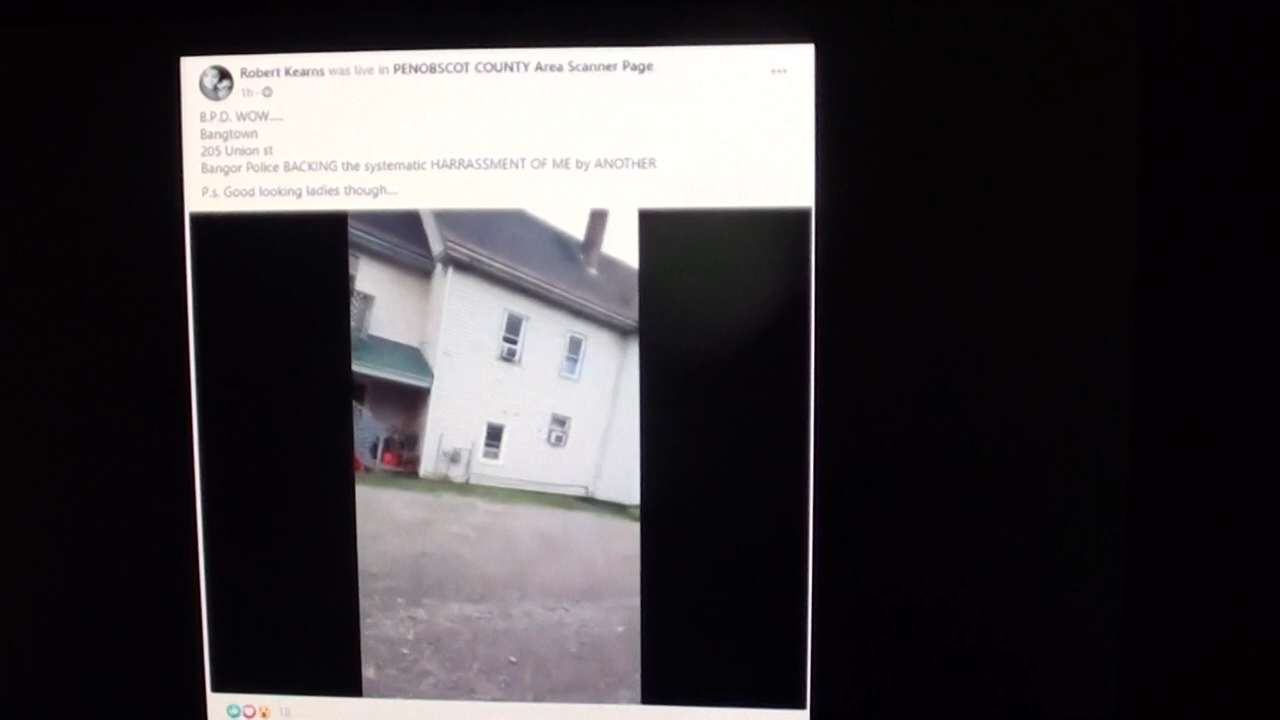 Robert Kearns was live in PENOBSCOT COUNTY Area Scanner Page.
1h ·
B.P.D. WOW.....
Bangtown
205 Union st
Bangor Police BACKING the systematic HARRASSMENT OF ME by ANOTHER
P.s. Good looking ladies though....
18